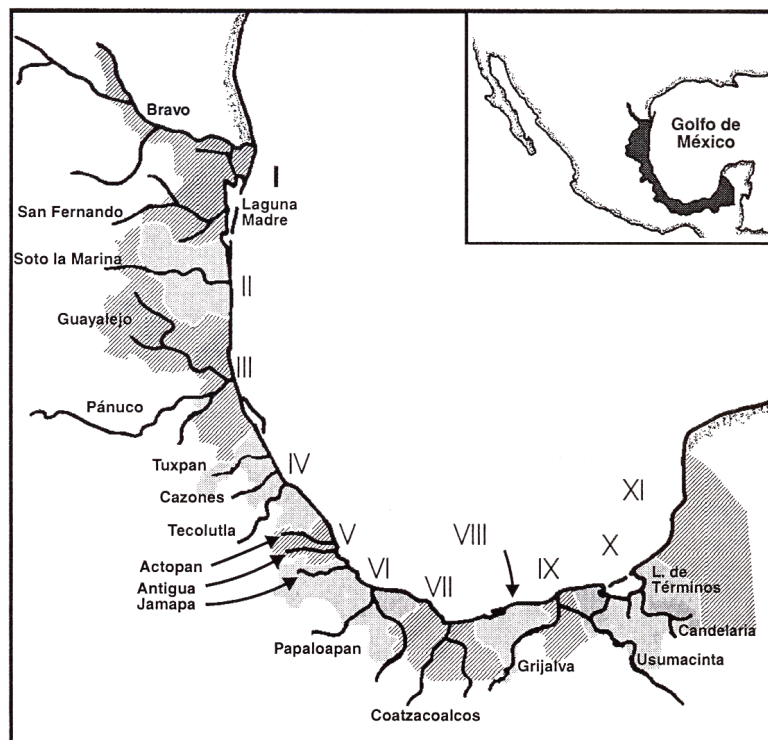 Bravo
Golfo de
México
I
Laguna
Madre
San Fernando
Soto la Marina
II
Guayalejo
III
Pánuco
Tuxpan
IV
Cazones
XI
Tecolutla
V
VIII
X
Actopan
VI
IX
L. de
Términos
Antigua
VII
Jamapa
Candelaria
Papaloapan
Usumacinta
Grijalva
Coatzacoalcos